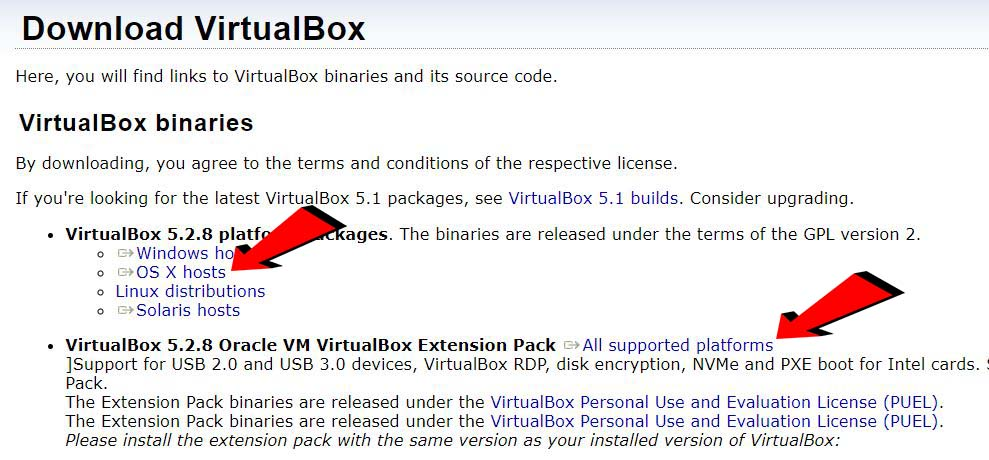 Download VirtualBox
Here, you will find links to VirtualBox binaries and its source code.
VirtualBox binaries
By downloading, you agree to the terms and conditions of the respective license.
If you're looking for the latest VirtualBox 5.1 packages, see VirtualBox 5.1 builds. Consider upgrading.
VirtualBox 5.2.8 platfo ckages. The binaries are released under the terms of the GPL version 2.
Windows ho
OS X hosts
Linux distributions
Solaris hosts
VirtualBox 5.2.8 Oracle VM VirtualBox Extension Pack All supported platforms
]Support for USB 2.0 and USB 3.0 devices, VirtualBox RDP, disk encryption, NVMe and PXE boot for Intel cards.
Pack.
The Extension Pack binaries are released under the VirtualBox Personal Use and Evaluation License (PUEL).
The Extension Pack binaries are released under the VirtualBox Personal Use and Evaluation License (PUEL).
Please install the extension pack with the same version as your installed version of VirtualBox: